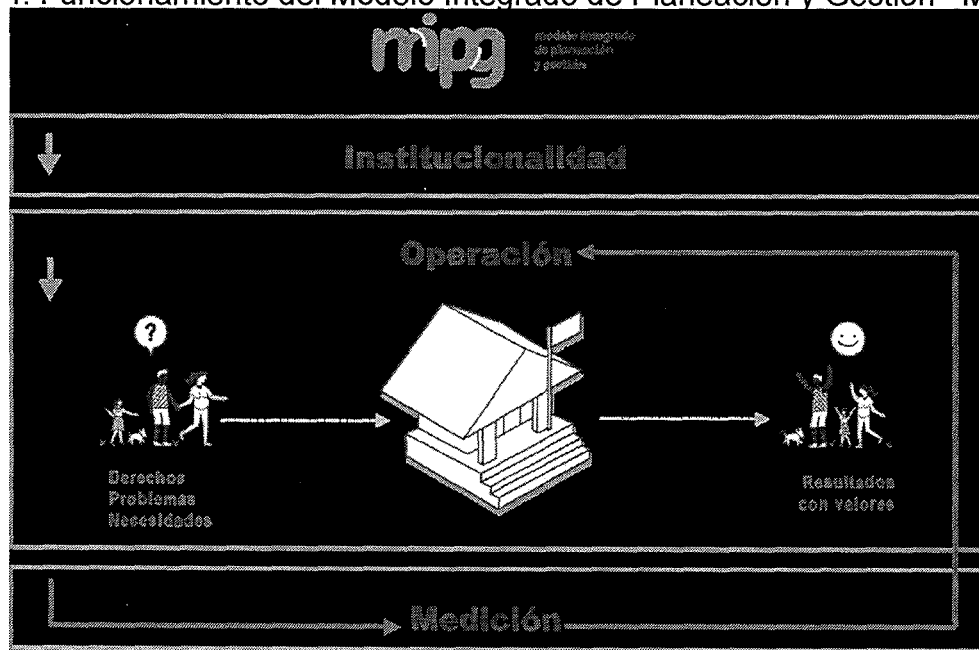 1. Funcionamiento del Modelo Integrado de Planeación y Gestión - M
mipg
modelo integrado
de planeación
y gestión
Institucionalidad
Operación
?
Derechos
Problemas
Necesidades
Resultados
con valores
Medición